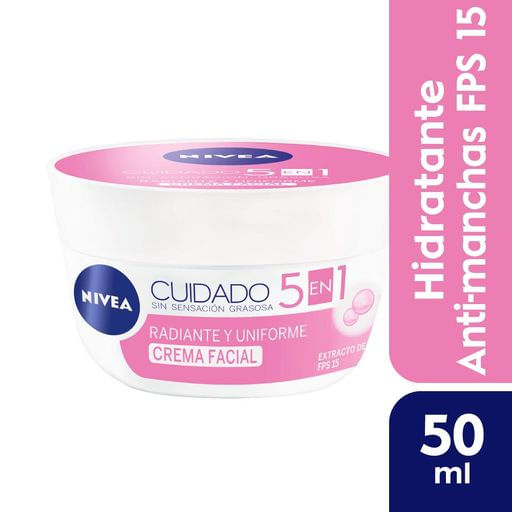 NIVEA
CUIDADO 5 EN 1
NIVEA
CUIDADO 5 EN 1
SIN SENSACIÓN GRASOSA
RADIANTE Y UNIFORME
CREMA FACIAL
EXTRACTO DE
FPS 15
Hidratante
Anti-manchas FPS 15
50
ml